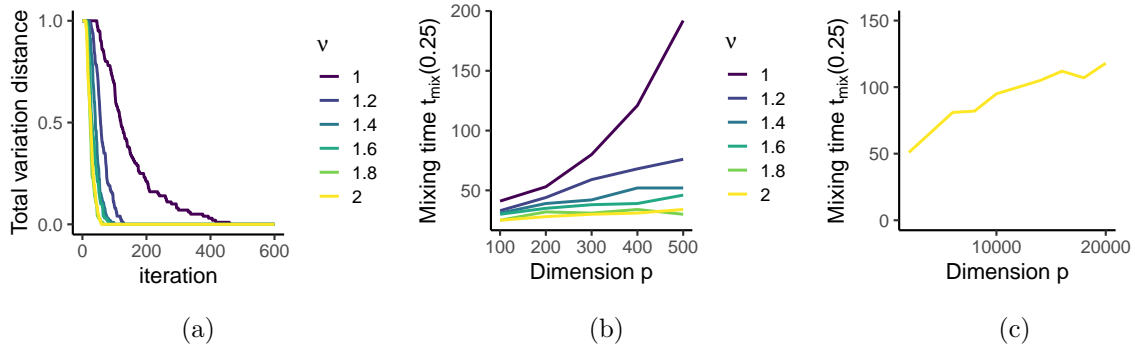 Total variation distance
1.0
0.5
0.0
0 200 400 600
iteration
ν
1
1.2
1.4
1.6
1.8
2
(a)
Mixing time t_mix(0.25)
200
150
100
50
100 200 300 400 500
Dimension p
ν
1
1.2
1.4
1.6
1.8
2
(b)
Mixing time t_mix(0.25)
150
100
50
0
10000 20000
Dimension p
(c)